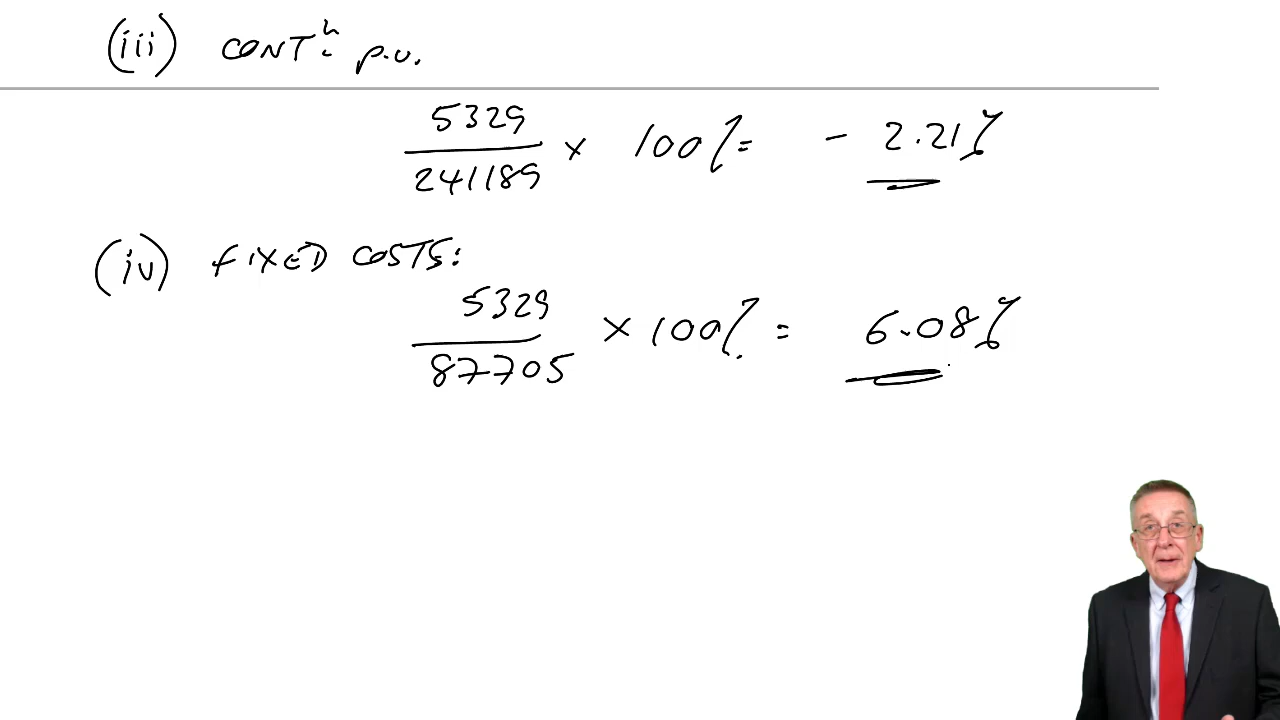 (iii) CONTⁿ p.u.
5329
241189
× 100% = - 2.21%
(iv) FIXED COSTS:
5329
87705
× 100% = 6.08%